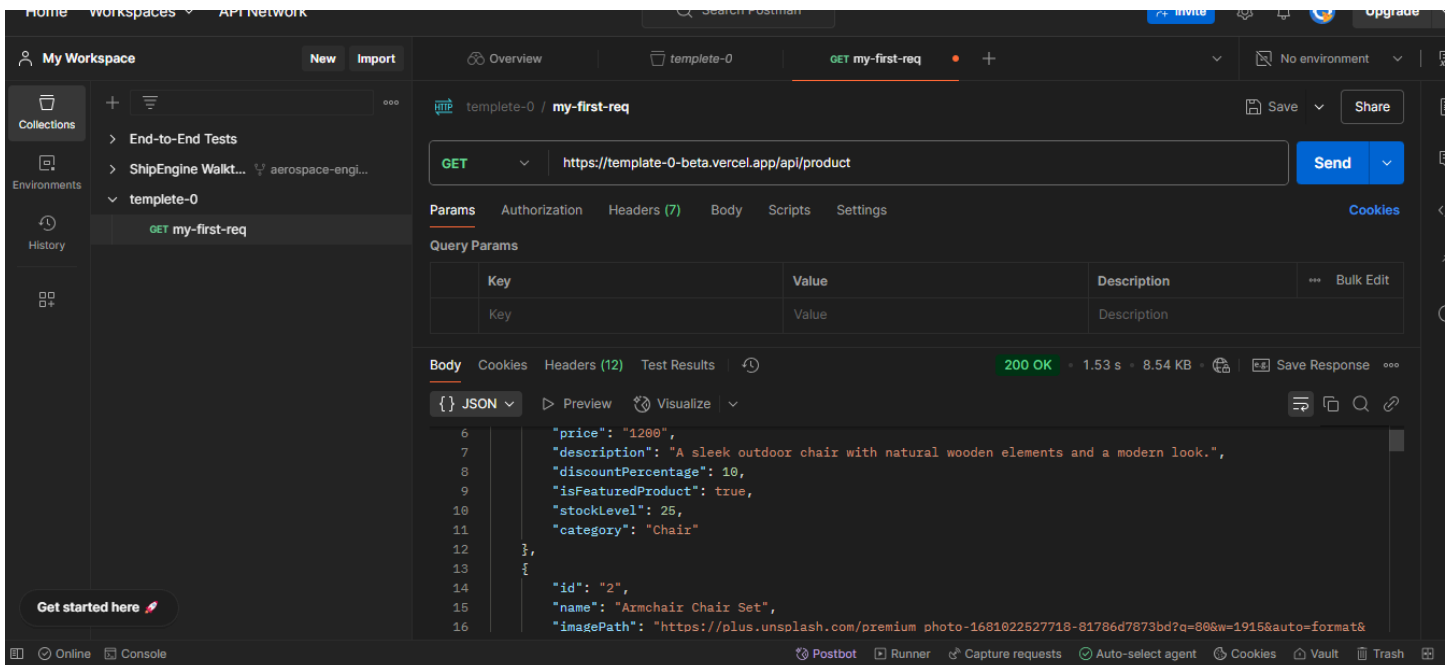 Home Workspaces API Network Search Postman Invite Upgrade
My Workspace New Import Overview templete-0 GET my-first-req No environment
Collections
Environments
History
End-to-End Tests
ShipEngine Walkt... aerospace-engi...
templete-0
GET my-first-req
HTTP templete-0 / my-first-req Save Share
GET https://template-0-beta.vercel.app/api/product Send
Params Authorization Headers (7) Body Scripts Settings Cookies
Query Params
Key Value Description Bulk Edit
Key Value Description
Body Cookies Headers (12) Test Results 200 OK 1.53 s 8.54 KB e.g. Save Response
{} JSON Preview Visualize
6 "price": "1200",
7 "description": "A sleek outdoor chair with natural wooden elements and a modern look.",
8 "discountPercentage": 10,
9 "isFeaturedProduct": true,
10 "stockLevel": 25,
11 "category": "Chair"
12 },
13 {
14 "id": "2",
15 "name": "Armchair Chair Set",
16 "imagePath": "https://plus.unsplash.com/premium_photo-1681022527718-81786d7873bd?q=80&w=1915&auto=format&
Get started here 🚀
Online Console Postbot Runner Capture requests Auto-select agent Cookies Vault Trash